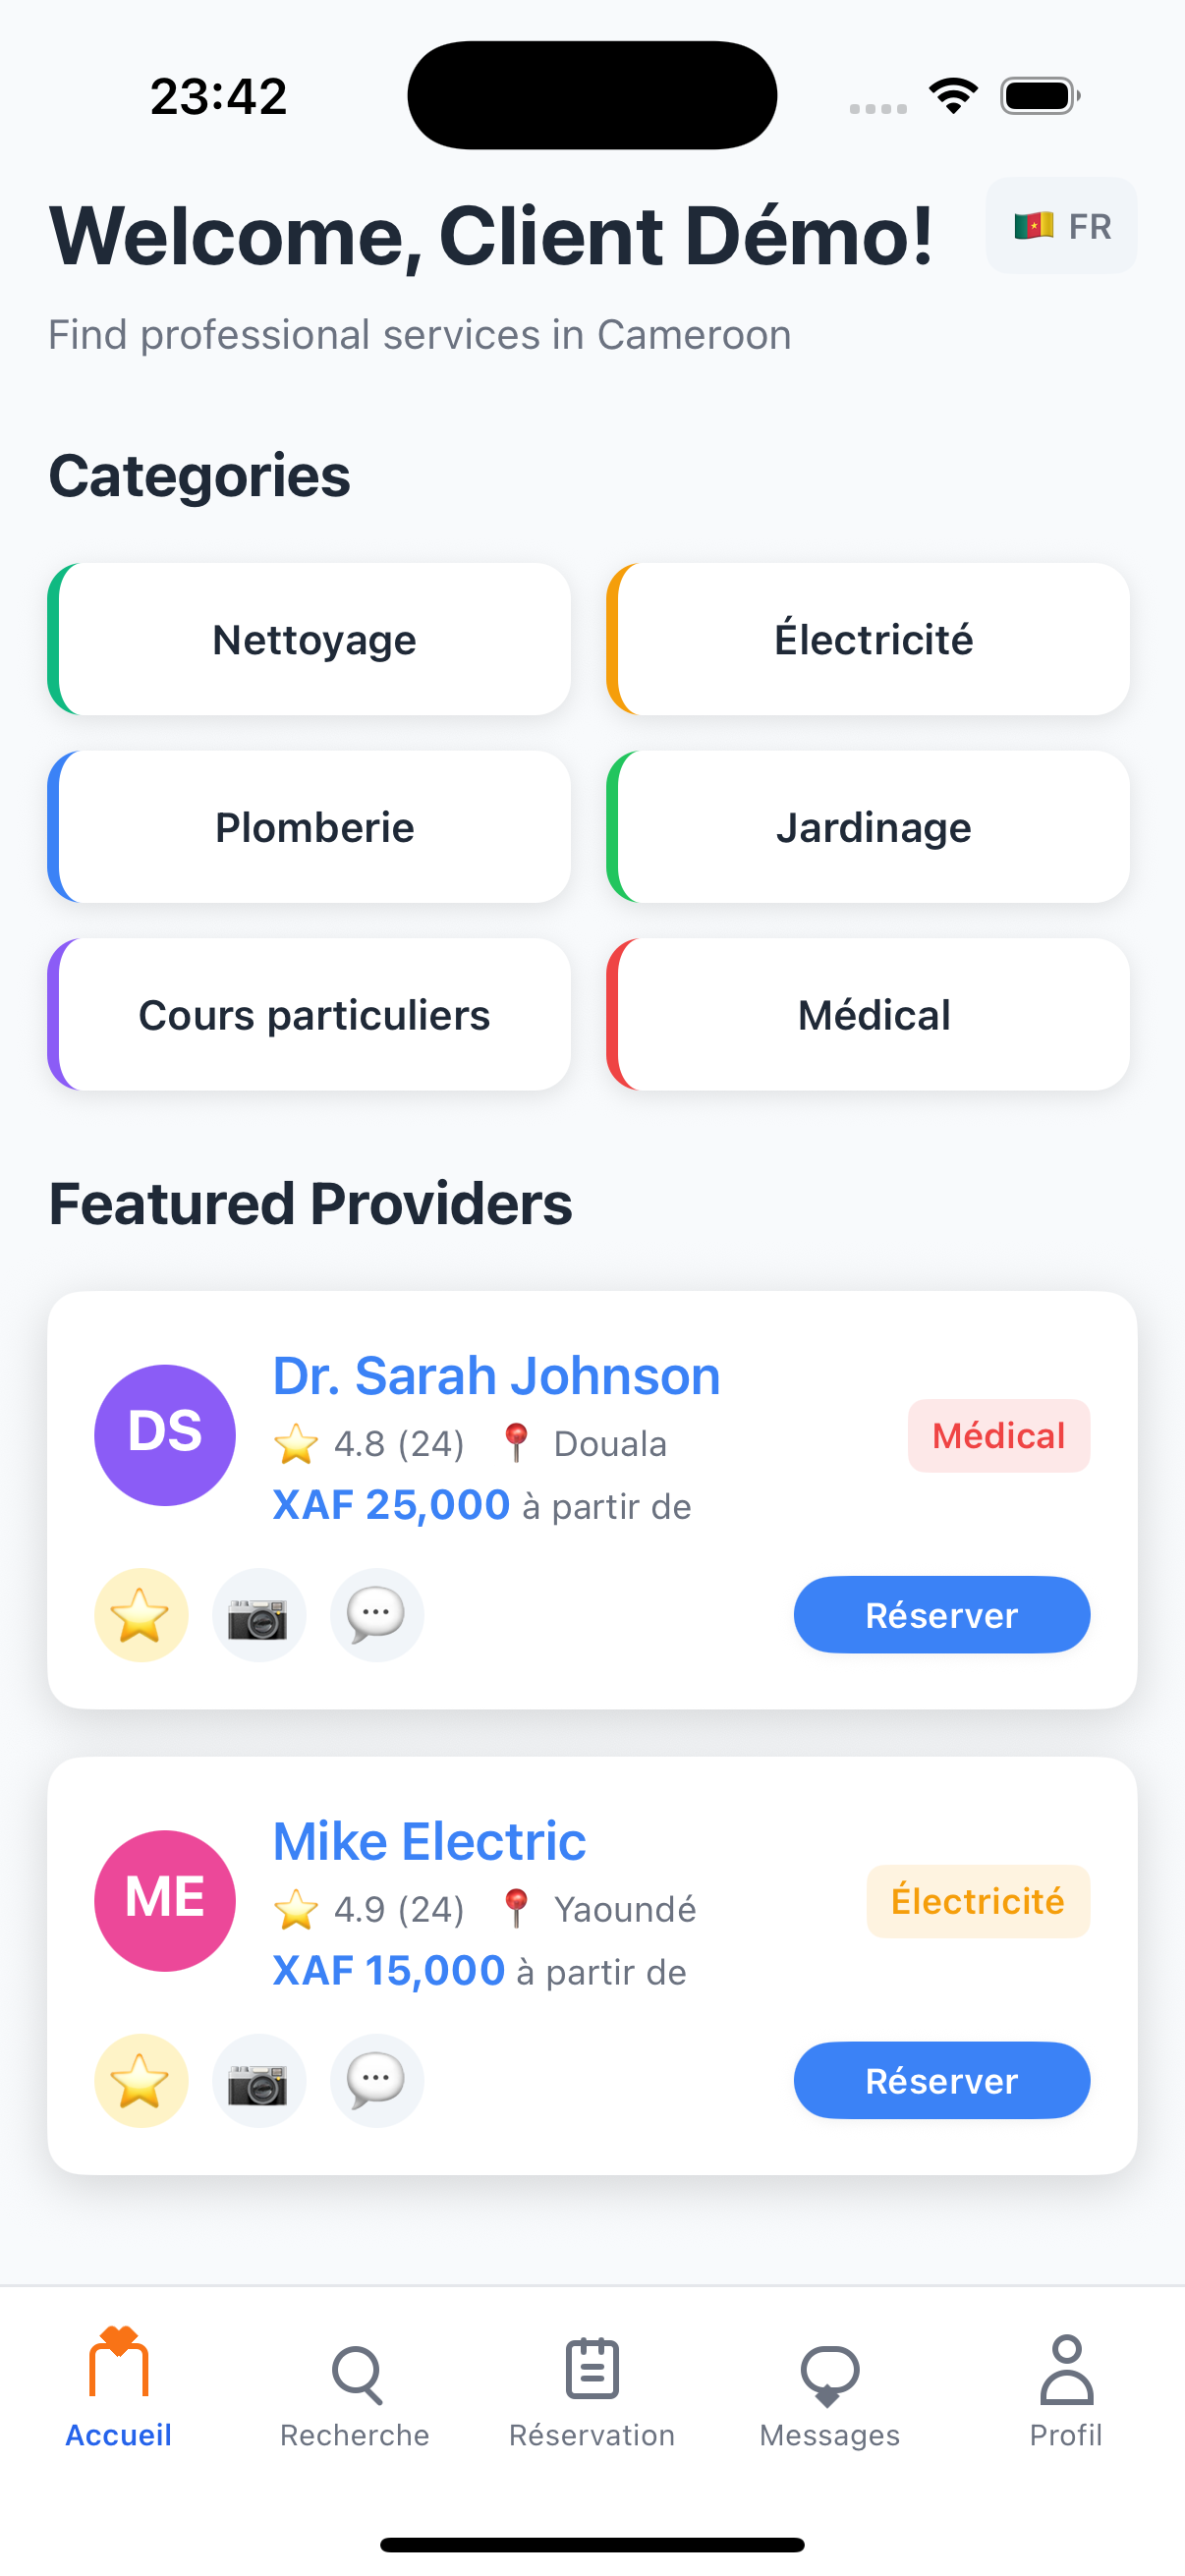 23:42
Welcome, Client Démo!
🇨🇲 FR
Find professional services in Cameroon
Categories
Nettoyage
Électricité
Plomberie
Jardinage
Cours particuliers
Médical
Featured Providers
DS
Dr. Sarah Johnson
⭐ 4.8 (24) 📍 Douala
XAF 25,000 à partir de
Médical
Réserver
ME
Mike Electric
⭐ 4.9 (24) 📍 Yaoundé
XAF 15,000 à partir de
Électricité
Réserver
Accueil
Recherche
Réservation
Messages
Profil